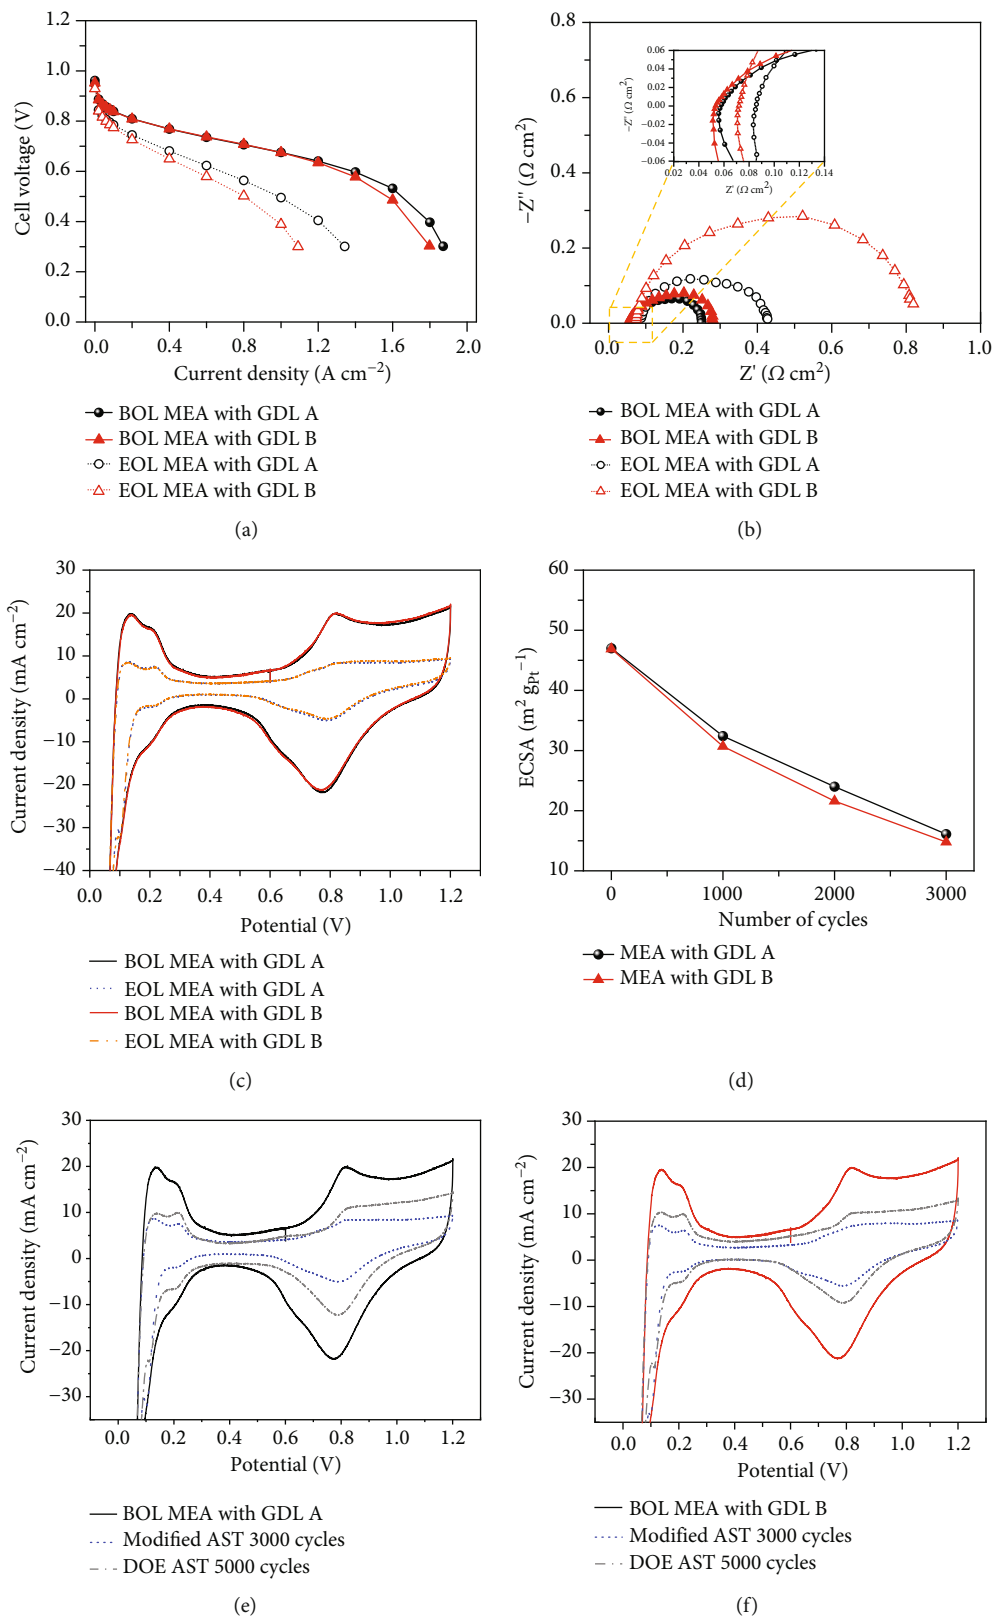 1.2
1.0
0.8
0.6
0.4
0.2
0.0
Cell voltage (V)
0.0 0.4 0.8 1.2 1.6 2.0
Current density (A cm−2)
BOL MEA with GDL A
BOL MEA with GDL B
EOL MEA with GDL A
EOL MEA with GDL B
(a)
0.8
0.6
0.4
0.2
0.0
−Z″ (Ω cm2)
0.06
0.04
0.02
0.00
−0.02
−0.04
−0.06
−Z″ (Ω cm2)
0.02 0.04 0.06 0.08 0.10 0.12 0.14
Z′ (Ω cm2)
0.0 0.2 0.4 0.6 0.8 1.0
Z′ (Ω cm2)
BOL MEA with GDL A
BOL MEA with GDL B
EOL MEA with GDL A
EOL MEA with GDL B
(b)
30
20
10
0
−10
−20
−30
−40
Current density (mA cm−2)
0.0 0.2 0.4 0.6 0.8 1.0 1.2
Potential (V)
BOL MEA with GDL A
EOL MEA with GDL A
BOL MEA with GDL B
EOL MEA with GDL B
(c)
60
50
40
30
20
10
ECSA (m2 gPt−1)
0 1000 2000 3000
Number of cycles
MEA with GDL A
MEA with GDL B
(d)
30
20
10
0
−10
−20
−30
Current density (mA cm−2)
0.0 0.2 0.4 0.6 0.8 1.0 1.2
Potential (V)
BOL MEA with GDL A
Modified AST 3000 cycles
DOE AST 5000 cycles
(e)
30
20
10
0
−10
−20
−30
Current density (mA cm−2)
0.0 0.2 0.4 0.6 0.8 1.0 1.2
Potential (V)
BOL MEA with GDL B
Modified AST 3000 cycles
DOE AST 5000 cycles
(f)